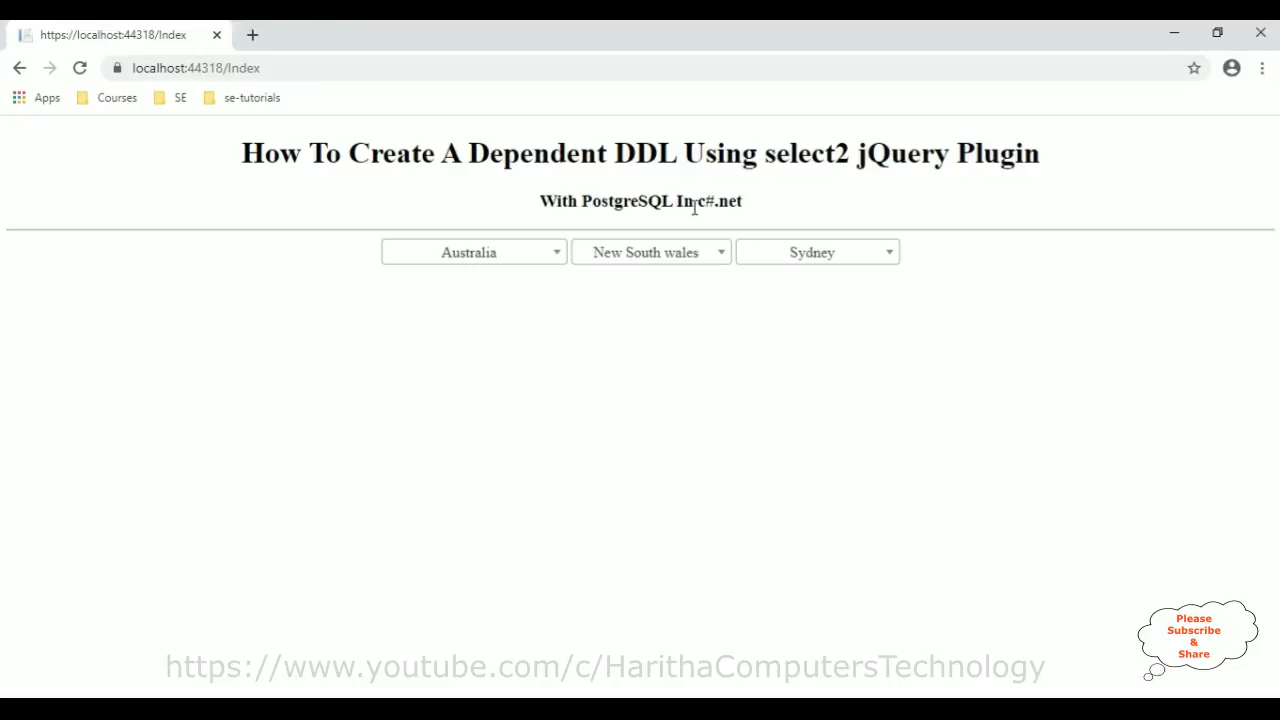 https://localhost:44318/Index
localhost:44318/Index
Apps Courses SE se-tutorials
How To Create A Dependent DDL Using select2 jQuery Plugin
With PostgreSQL In c#.net
Australia New South wales Sydney
Please
Subscribe
&
Share
https://www.youtube.com/c/HarithaComputersTechnology